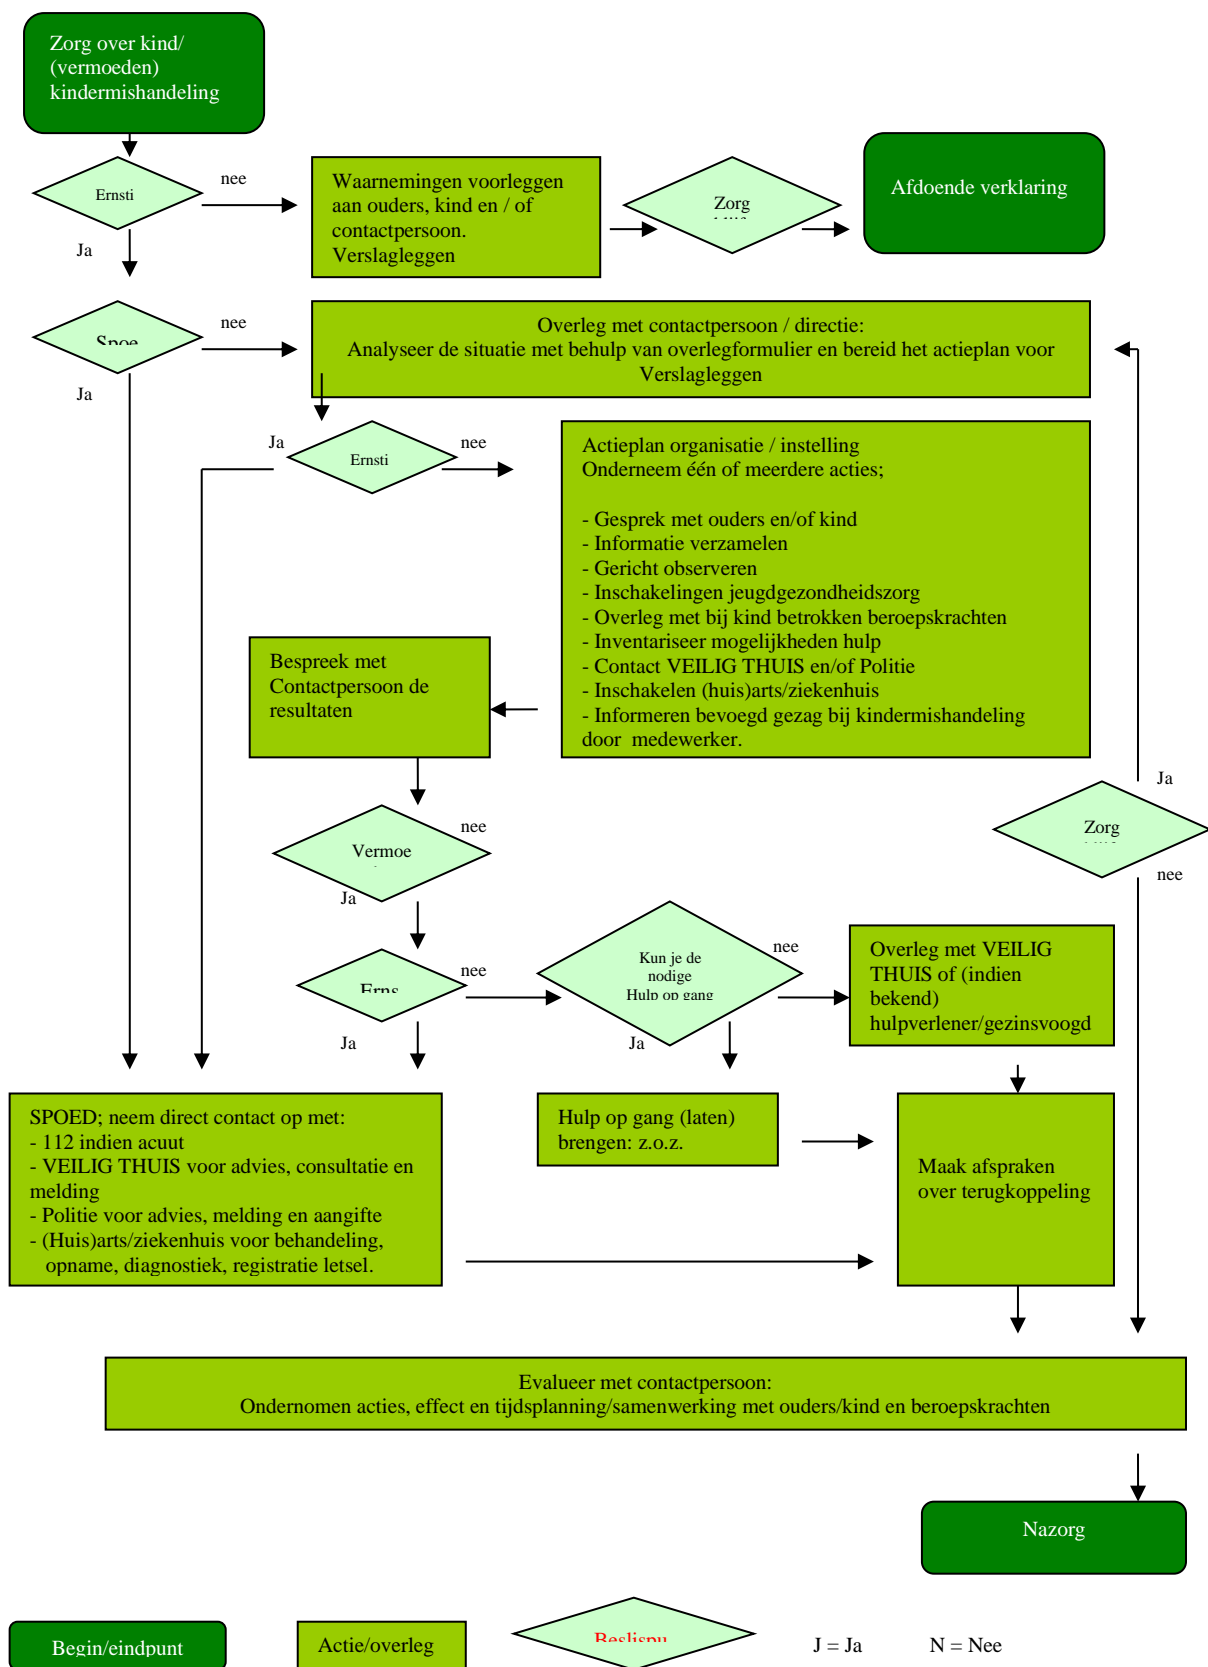 Zorg over kind/
(vermoeden)
kindermishandeling
Ernsti
nee
Ja
Waarnemingen voorleggen
aan ouders, kind en / of
contactpersoon.
Verslagleggen
Zorg
Afdoende verklaring
Spoe
nee
Ja
Overleg met contactpersoon / directie:
Analyseer de situatie met behulp van overlegformulier en bereid het actieplan voor
Verslagleggen
Ja
Ernsti
nee
Actieplan organisatie / instelling
Onderneem één of meerdere acties;
- Gesprek met ouders en/of kind
- Informatie verzamelen
- Gericht observeren
- Inschakelingen jeugdgezondheidszorg
- Overleg met bij kind betrokken beroepskrachten
- Inventariseer mogelijkheden hulp
- Contact VEILIG THUIS en/of Politie
- Inschakelen (huis)arts/ziekenhuis
- Informeren bevoegd gezag bij kindermishandeling
door medewerker.
Bespreek met
Contactpersoon de
resultaten
Ja
Zorg
nee
nee
Vermoe
Ja
Erns
nee
Ja
Kun je de
nodige
Hulp op gang
nee
Ja
Overleg met VEILIG
THUIS of (indien
bekend)
hulpverlener/gezinsvoogd
SPOED; neem direct contact op met:
- 112 indien acuut
- VEILIG THUIS voor advies, consultatie en
melding
- Politie voor advies, melding en aangifte
- (Huis)arts/ziekenhuis voor behandeling,
opname, diagnostiek, registratie letsel.
Hulp op gang (laten)
brengen: z.o.z.
Maak afspraken
over terugkoppeling
Evalueer met contactpersoon:
Ondernomen acties, effect en tijdsplanning/samenwerking met ouders/kind en beroepskrachten
Nazorg
Begin/eindpunt
Actie/overleg
Beslispu
J = Ja
N = Nee